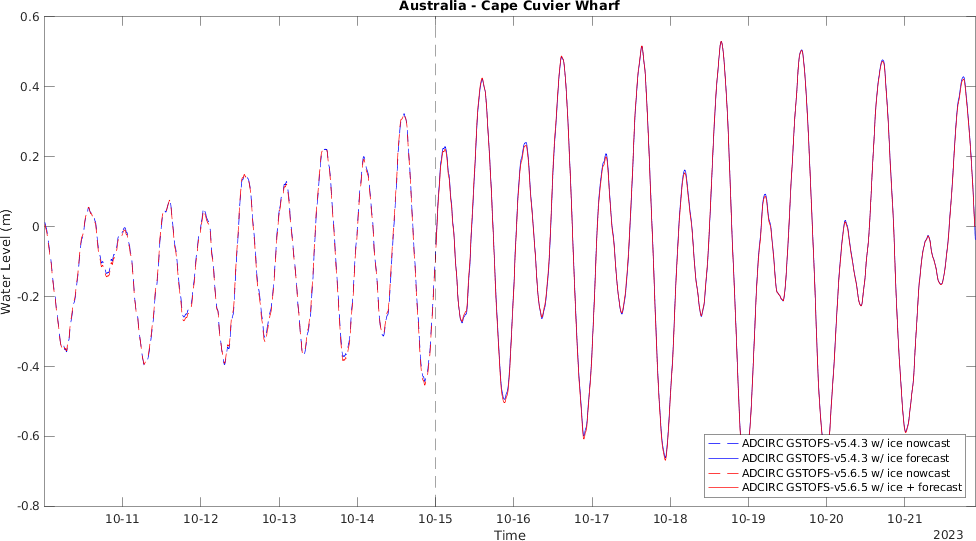 Australia - Cape Cuvier Wharf
0.6
0.4
0.2
0
-0.2
-0.4
-0.6
-0.8
Water Level (m)
10-11
10-12
10-13
10-14
10-15
10-16
10-17
10-18
10-19
10-20
10-21
Time
2023
ADCIRC GSTOFS-v5.4.3 w/ ice nowcast
ADCIRC GSTOFS-v5.4.3 w/ ice forecast
ADCIRC GSTOFS-v5.6.5 w/ ice nowcast
ADCIRC GSTOFS-v5.6.5 w/ ice + forecast